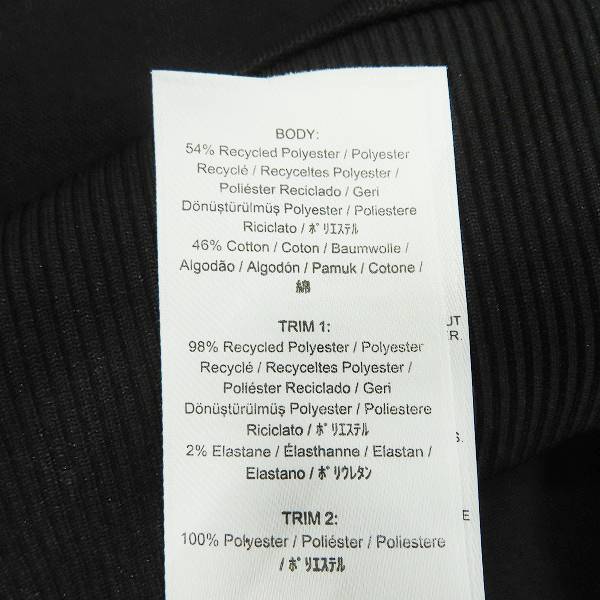 BODY:
54% Recycled Polyester / Polyester
Recyclé / Recyceltes Polyester /
Poliéster Reciclado / Geri
Dönüştürülmüş Polyester / Poliestere
Riciclato / ﾎﾟﾘｴｽﾃﾙ
46% Cotton / Coton / Baumwolle /
Algodão / Algodón / Pamuk / Cotone /
綿
TRIM 1:
98% Recycled Polyester / Polyester
Recyclé / Recyceltes Polyester /
Poliéster Reciclado / Geri
Dönüştürülmüş Polyester / Poliestere
Riciclato / ﾎﾟﾘｴｽﾃﾙ
2% Elastane / Élasthanne / Elastan /
Elastano / ﾎﾟﾘｳﾚﾀﾝ
TRIM 2:
100% Polyester / Poliéster / Poliestere
/ ﾎﾟﾘｴｽﾃﾙ